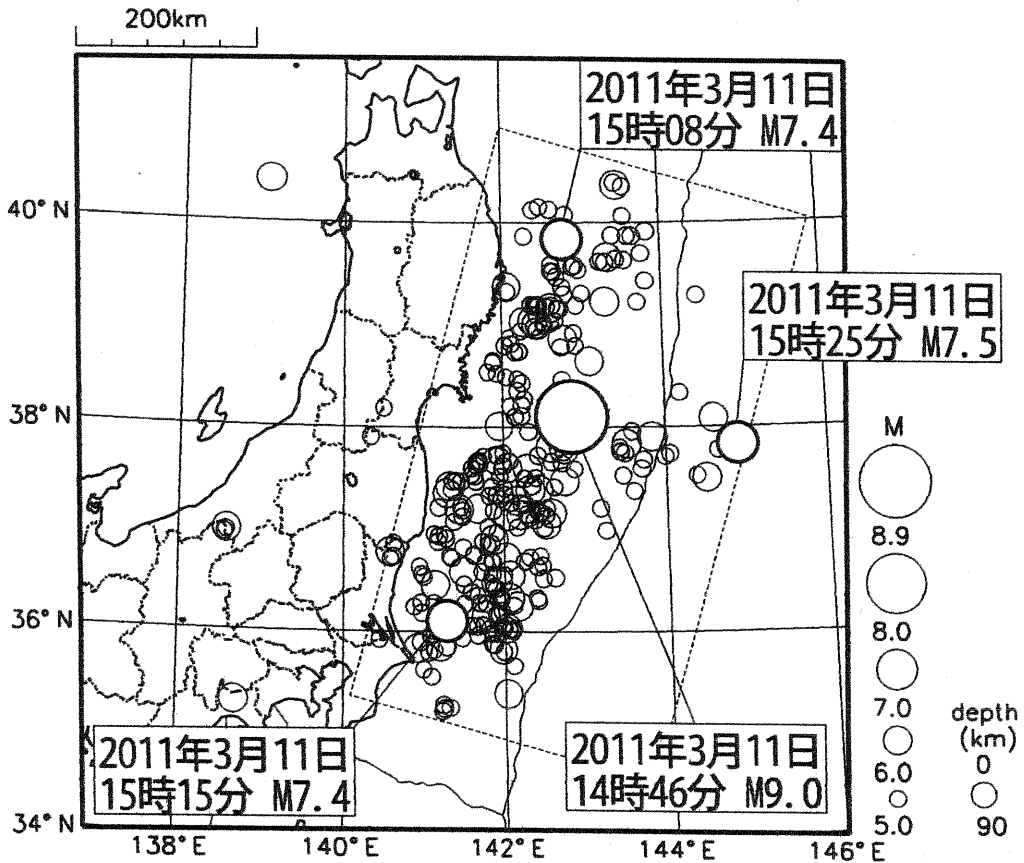 200km
2011年3月11日
15時08分 M7.4
40°N
2011年3月11日
15時25分 M7.5
38°N
M
8.9
8.0
36°N
7.0
depth
(km)
2011年3月11日
15時15分 M7.4
2011年3月11日
14時46分 M9.0
6.0
0
5.0
90
34°N
138°E
140°E
142°E
144°E
146°E